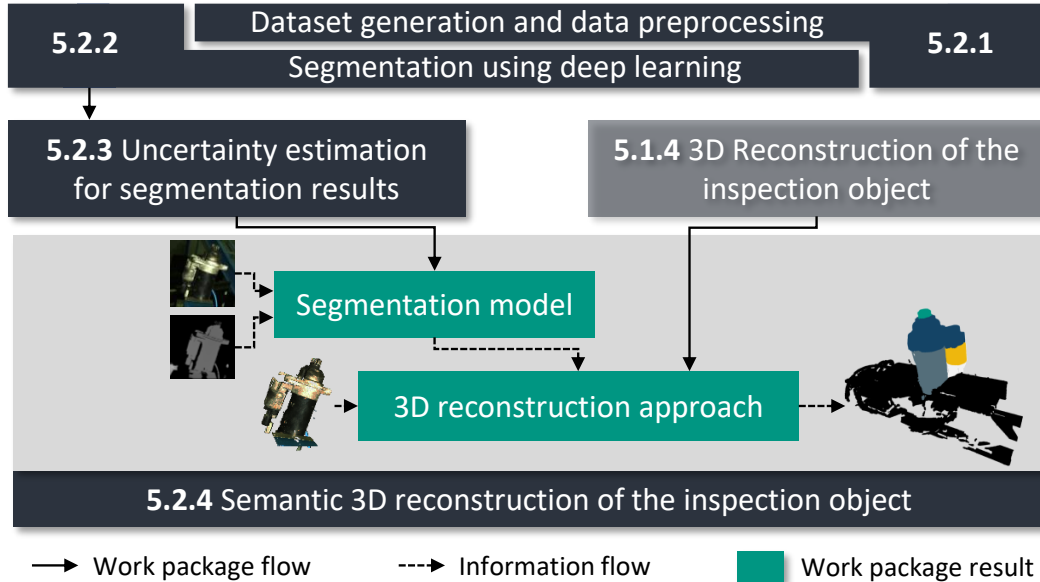 Dataset generation and data preprocessing
5.2.2
5.2.1
Segmentation using deep learning
5.2.3 Uncertainty estimation
for segmentation results
5.1.4 3D Reconstruction of the
inspection object
Segmentation model
3D reconstruction approach
5.2.4 Semantic 3D reconstruction of the inspection object
Work package flow
Information flow
Work package result